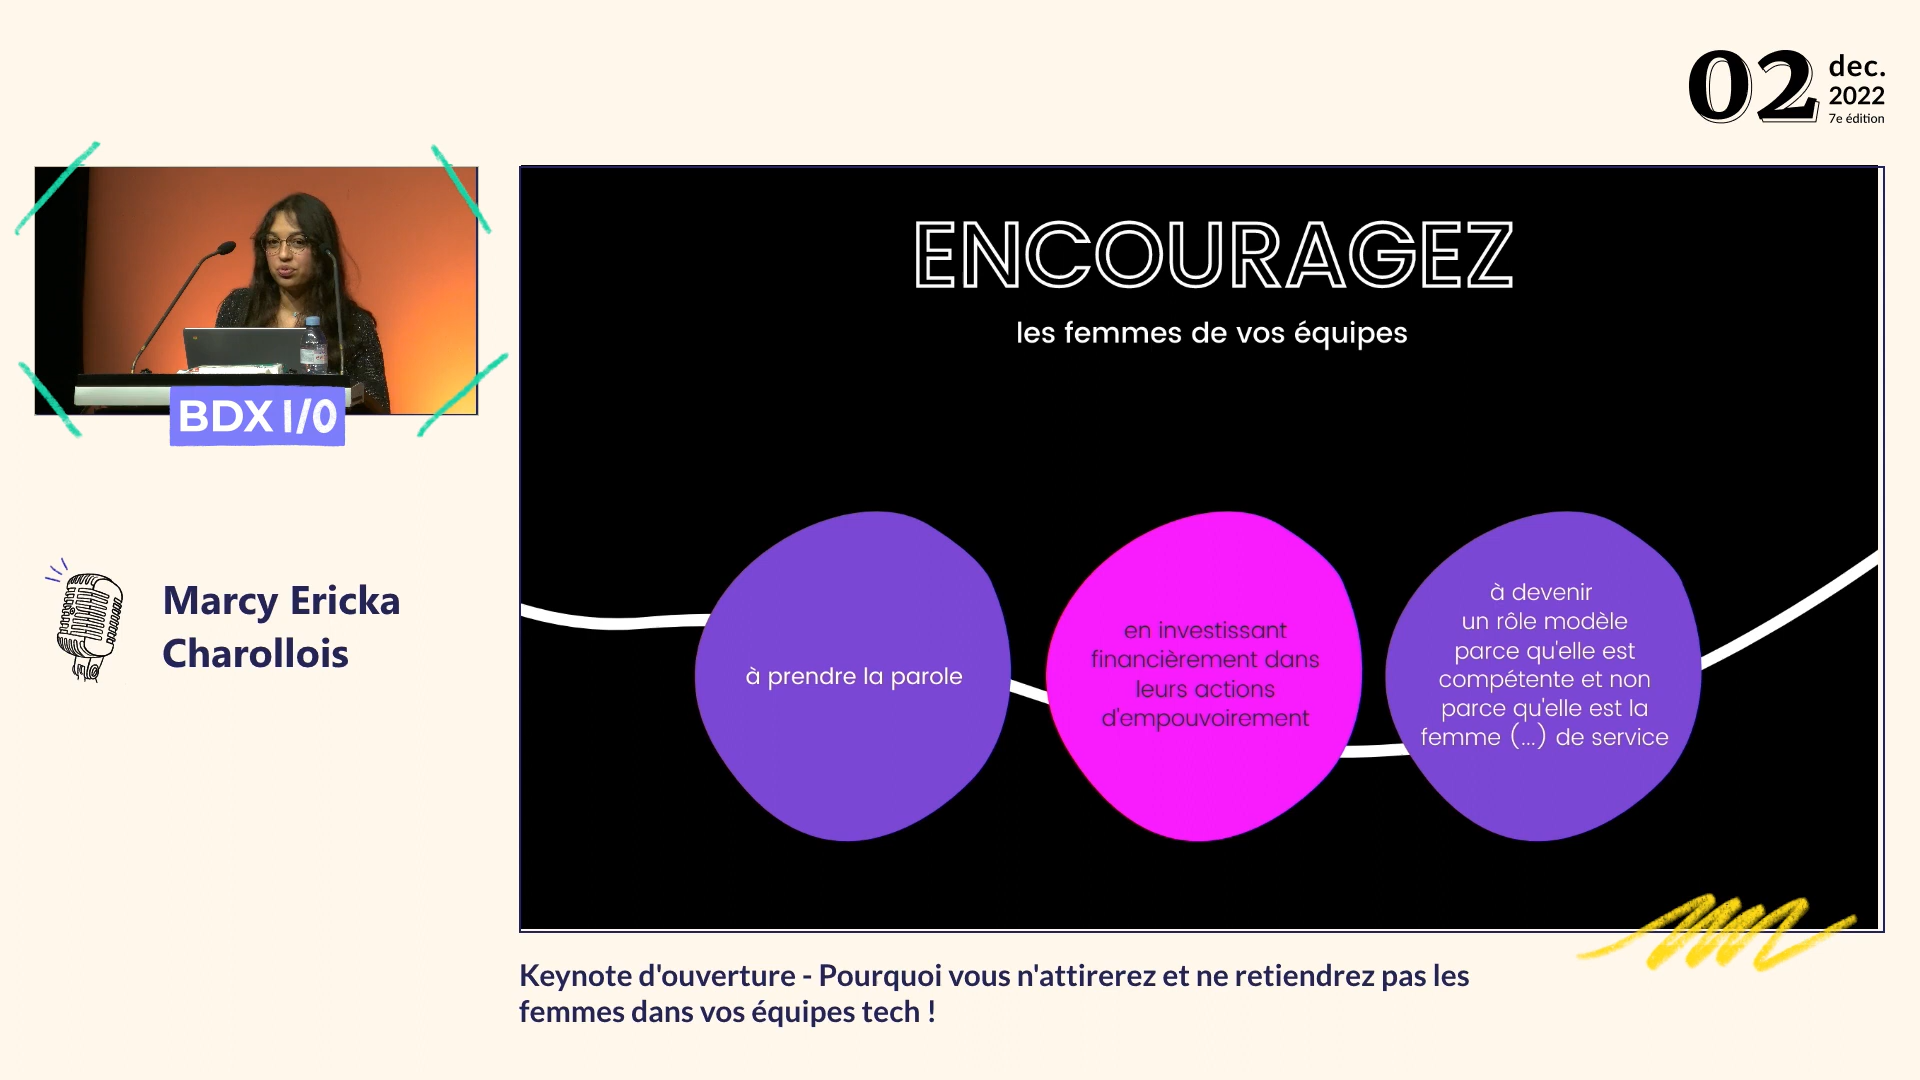 02
dec.
2022
7e édition
ENCOURAGEZ
les femmes de vos équipes
à prendre la parole
en investissant
financièrement dans
leurs actions
d'empouvoirement
à devenir
un rôle modèle
parce qu'elle est
compétente et non
parce qu'elle est la
femme (...) de service
BDX I/O
Marcy Ericka
Charollois
Keynote d'ouverture - Pourquoi vous n'attirerez et ne retiendrez pas les
femmes dans vos équipes tech !